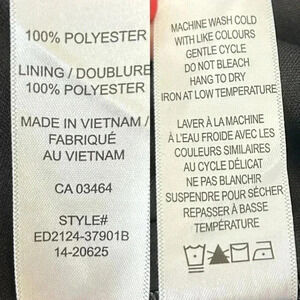 100% POLYESTER
LINING / DOUBLURE
100% POLYESTER
MADE IN VIETNAM /
FABRIQUÉ
AU VIETNAM
CA 03464
STYLE#
ED2124-37901B
14-20625
MACHINE WASH COLD
WITH LIKE COLOURS
GENTLE CYCLE
DO NOT BLEACH
HANG TO DRY
IRON AT LOW TEMPERATURE
LAVER À LA MACHINE
À L'EAU FROIDE AVEC LES
COULEURS SIMILAIRES
AU CYCLE DÉLICAT
NE PAS BLANCHIR
SUSPENDRE POUR SÉCHER
REPASSER À BASSE
TEMPÉRATURE